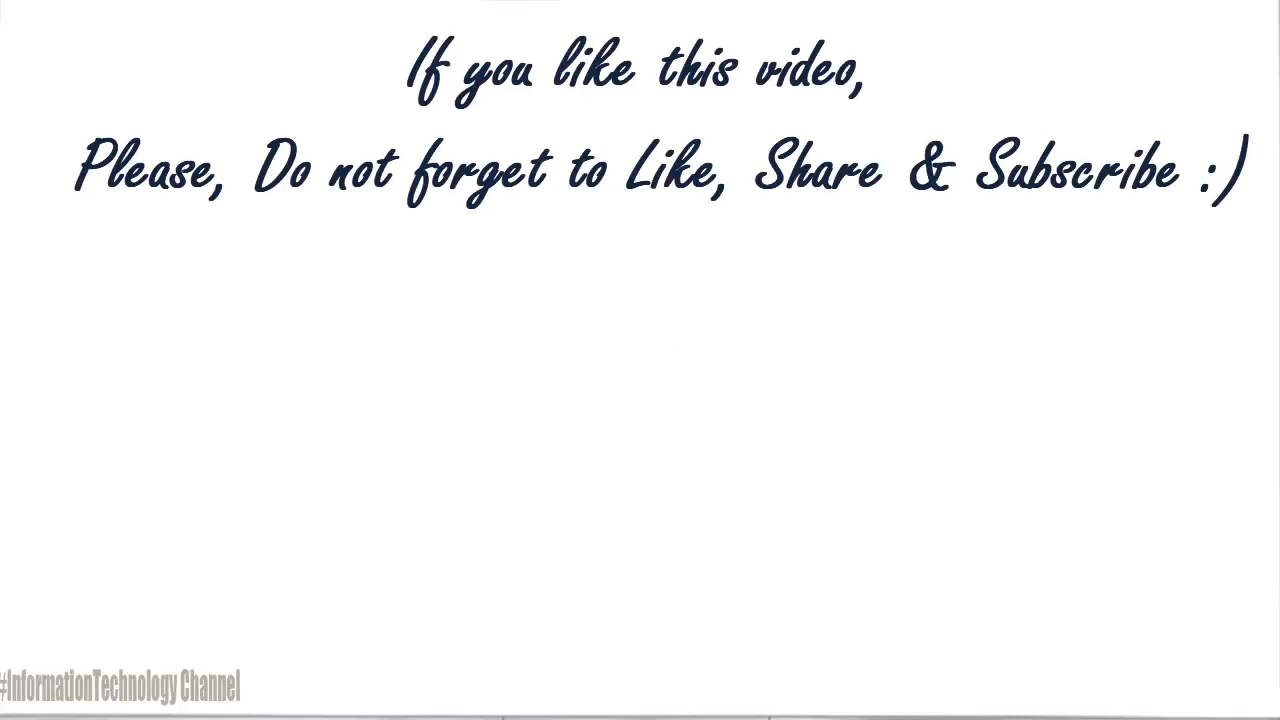 If you like this video,
Please, Do not forget to Like, Share & Subscribe :)
#InformationTechnology Channel